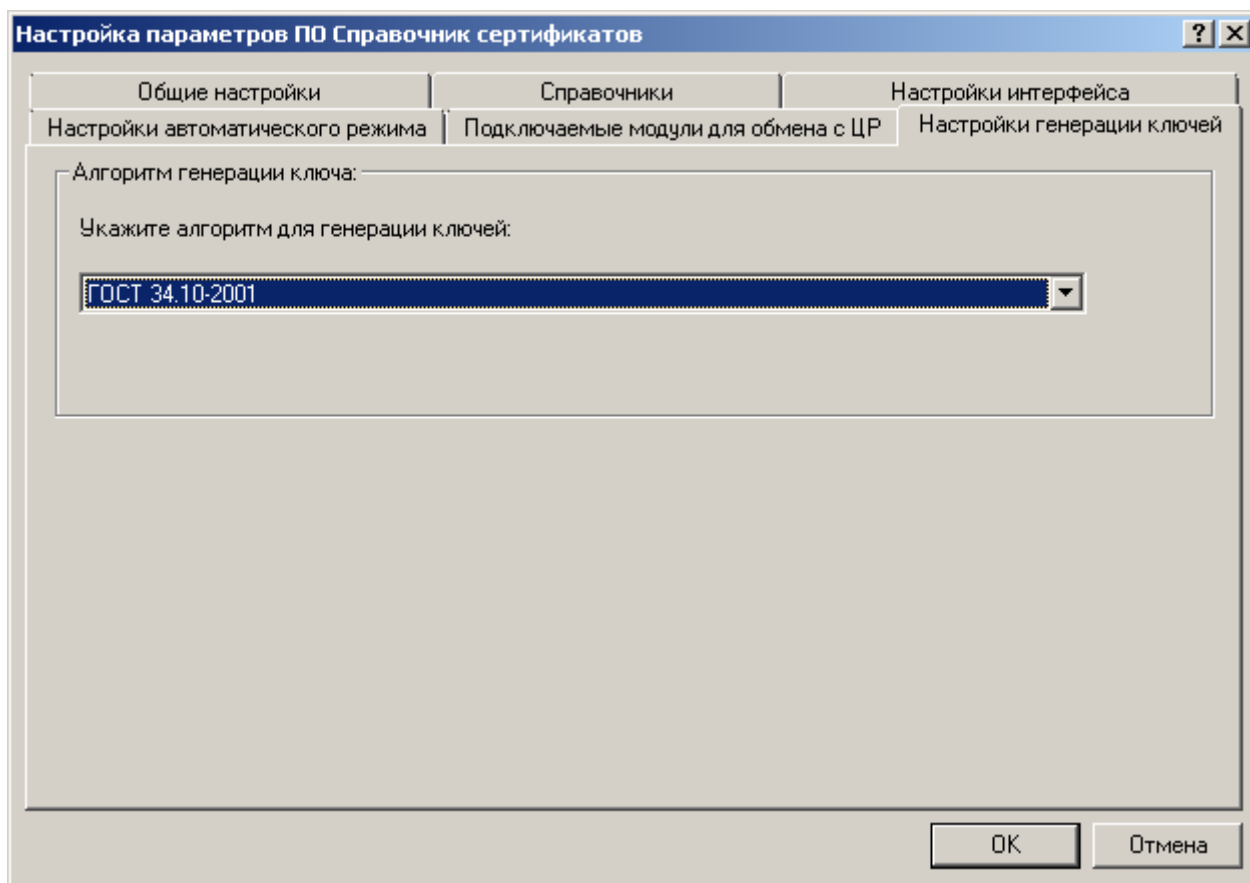 Настройка параметров ПО Справочник сертификатов
Общие настройки
Справочники
Настройки интерфейса
Настройки автоматического режима
Подключаемые модули для обмена с ЦР
Настройки генерации ключей
Алгоритм генерации ключа:
Укажите алгоритм для генерации ключей:
ГОСТ 34.10-2001
OK
Отмена